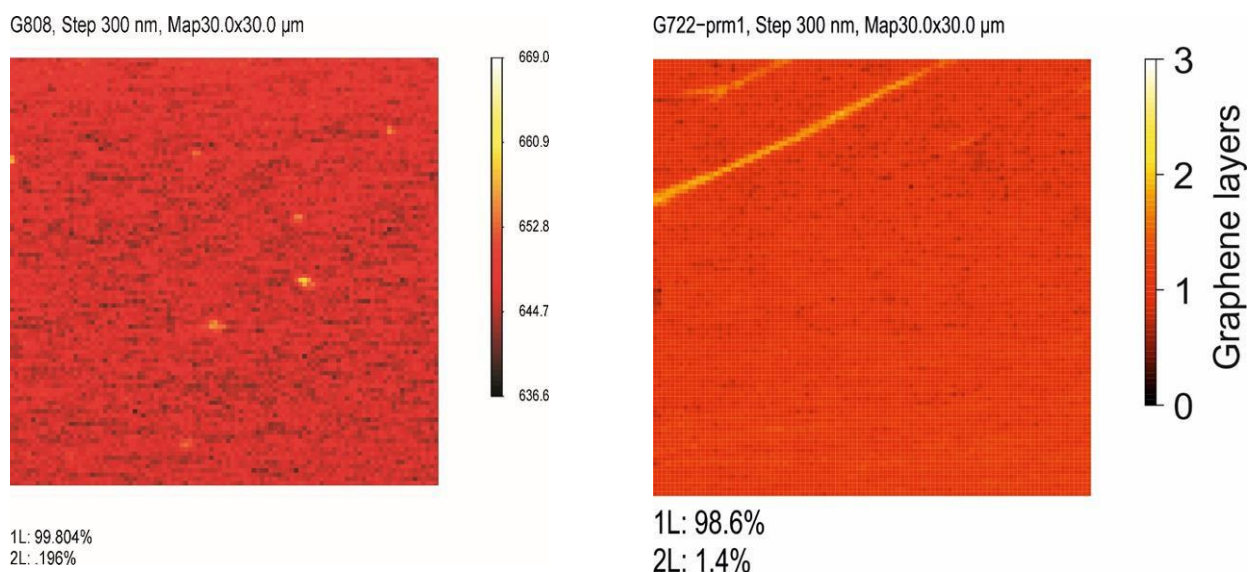 G808, Step 300 nm, Map30.0x30.0 µm
669.0
660.9
652.8
644.7
636.6
1L: 99.804%
2L: .196%
G722-prm1, Step 300 nm, Map30.0x30.0 µm
3
2
1
0
Graphene layers
1L: 98.6%
2L: 1.4%